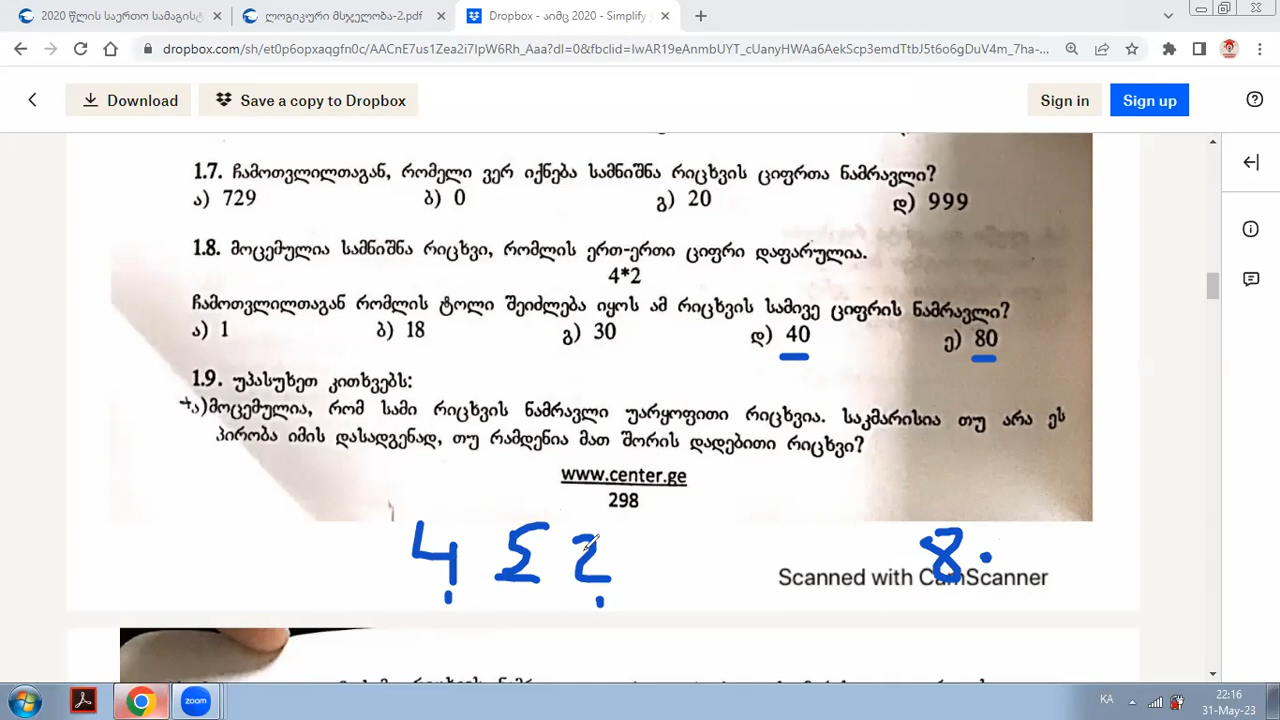 2020 წლის საერთო სამაგისტ
ლოგიკური მსჯელობა-2.pdf
Dropbox - აიმც 2020 - Simplify y
dropbox.com/sh/et0p6opxaqgfn0c/AACnE7us1Zea2i7IpW6Rh_Aaa?dl=0&fbclid=IwAR19eAnmbUYT_cUanyHWAa6AekScp3emdTtbJ5t6o6gDuV4m_7ha-...
Download
Save a copy to Dropbox
Sign in
Sign up
1.7. ჩამოთვლილთაგან, რომელი ვერ იქნება სამნიშნა რიცხვის ციფრთა ნამრავლი?
ა) 729 ბ) 0 გ) 20 დ) 999
1.8. მოცემულია სამნიშნა რიცხვი, რომლის ერთ-ერთი ციფრი დაფარულია.
4*2
ჩამოთვლილთაგან რომლის ტოლი შეიძლება იყოს ამ რიცხვის სამივე ციფრის ნამრავლი?
ა) 1 ბ) 18 გ) 30 დ) 40 ე) 80
1.9. უპასუხეთ კითხვებს:
ა)მოცემულია, რომ სამი რიცხვის ნამრავლი უარყოფითი რიცხვია. საკმარისია თუ არა ეს
პირობა იმის დასადგენად, თუ რამდენია მათ შორის დადებითი რიცხვი?
www.center.ge
298
4 5 2
8.
Scanned with CamScanner
zoom
KA
22:16
31-May-23